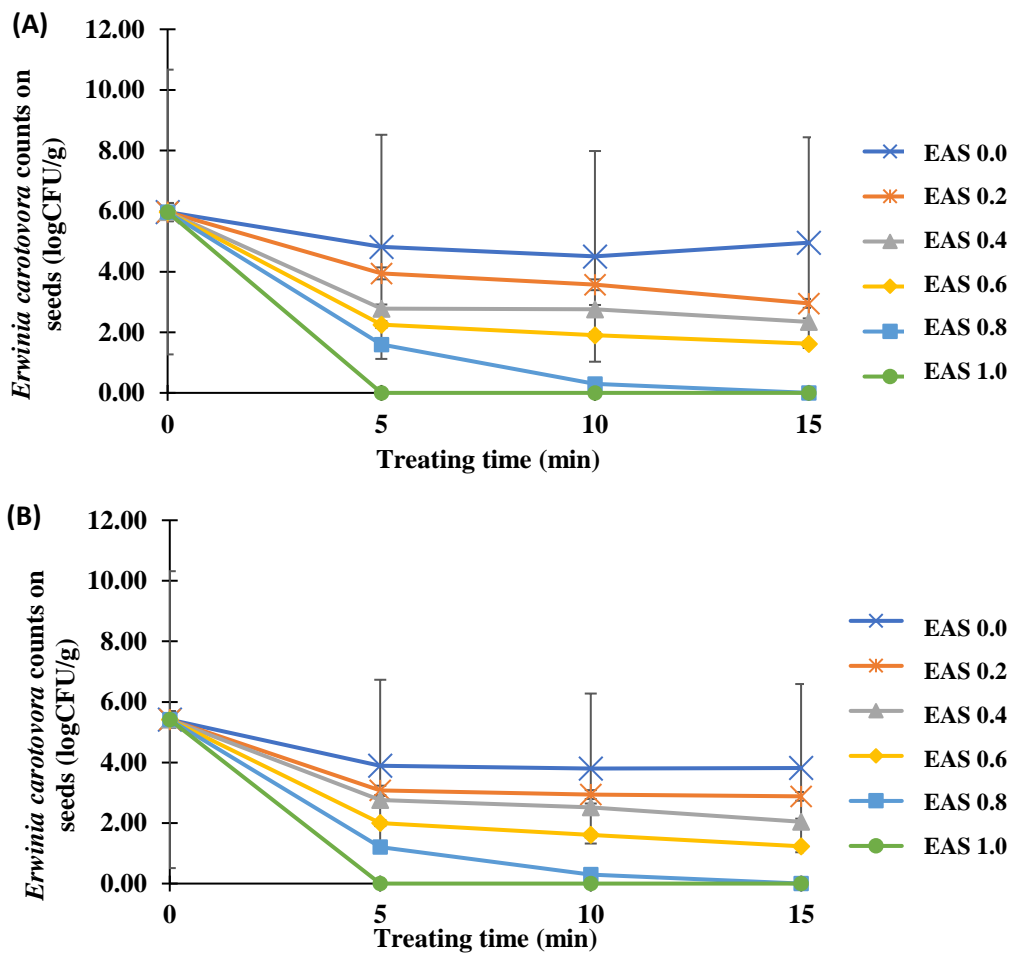 (A)
12.00
10.00
8.00
6.00
4.00
2.00
0.00
0 5 10 15
Treating time (min)
Erwinia carotovora counts on
seeds (logCFU/g)
EAS 0.0
EAS 0.2
EAS 0.4
EAS 0.6
EAS 0.8
EAS 1.0
(B)
12.00
10.00
8.00
6.00
4.00
2.00
0.00
0 5 10 15
Treating time (min)
Erwinia carotovora counts on
seeds (logCFU/g)
EAS 0.0
EAS 0.2
EAS 0.4
EAS 0.6
EAS 0.8
EAS 1.0